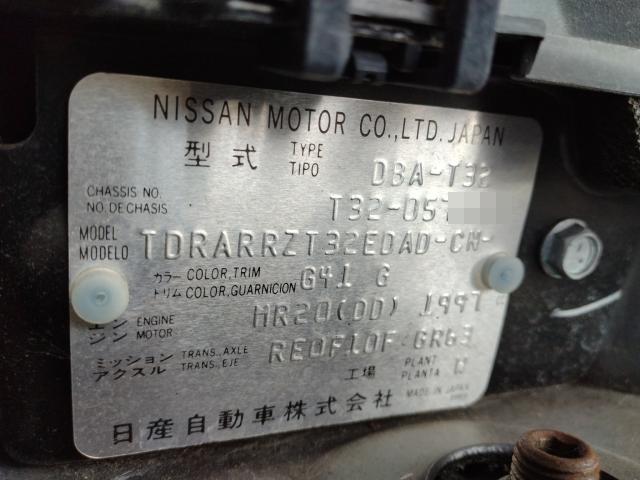 NISSAN MOTOR CO.,LTD. JAPAN
型式 TYPE TIPO DBA-T32
CHASSIS NO. NO. DE CHASIS T32-057
MODEL MODELO TDRARRZT32EDAD-CW-
カラー COLOR,TRIM G41 G
トリム COLOR,GUARNICION
エンジン ENGINE MOTOR MR20(DD) 1997
ミッション アクスル TRANS., AXLE TRANS., EJE RE0F10F GR63
工場 PLANT PLANTA
MADE IN JAPAN
日産自動車株式会社